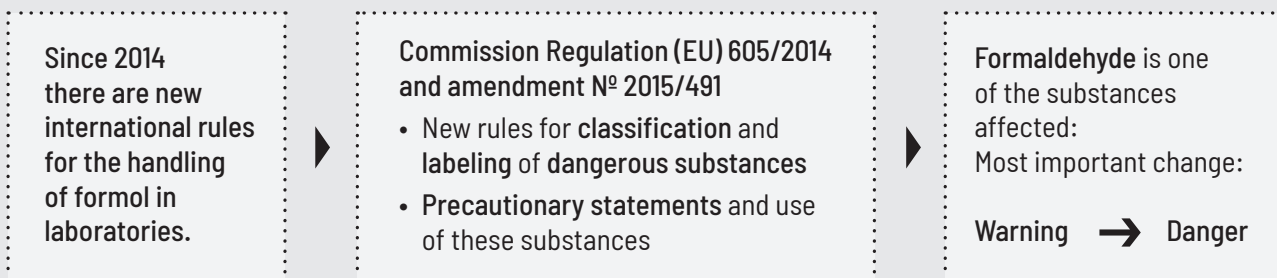 Since 2014
there are new
international rules
for the handling
of formol in
laboratories.
Commission Regulation (EU) 605/2014
and amendment Nº 2015/491
• New rules for classification and
labeling of dangerous substances
• Precautionary statements and use
of these substances
Formaldehyde is one
of the substances
affected:
Most important change:
Warning → Danger